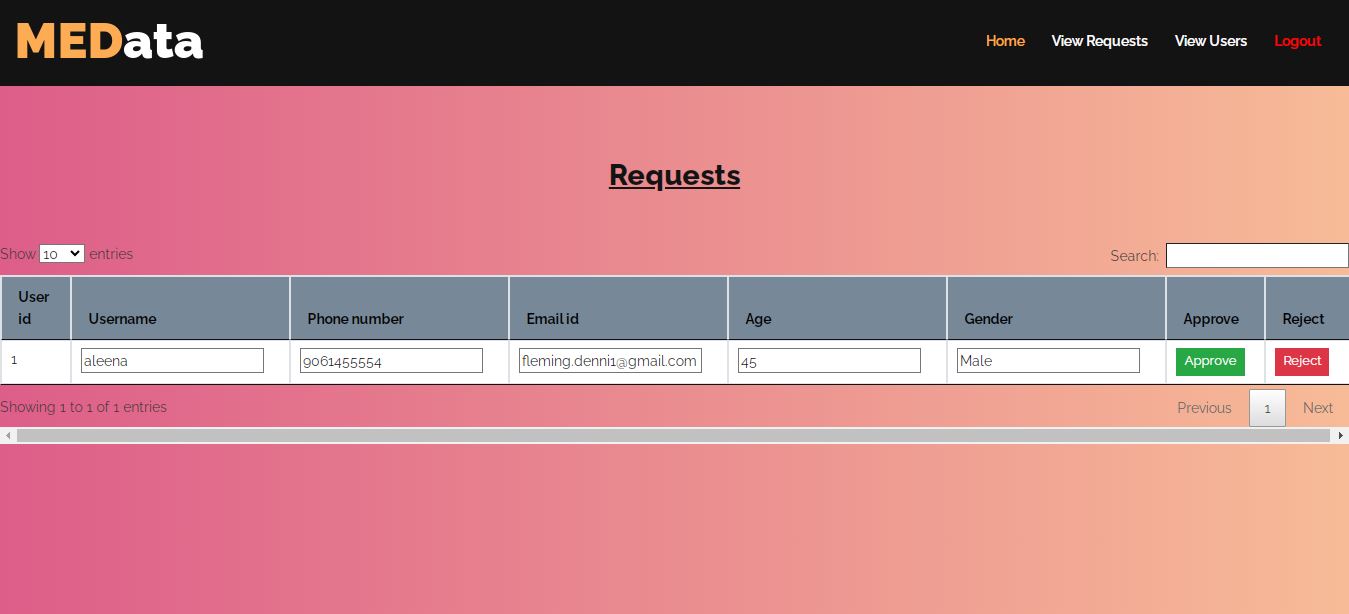 MEData
Home View Requests View Users Logout
Requests
Show 10 entries
Search:
User id Username Phone number Email id Age Gender Approve Reject
1 aleena 9061455554 fleming.denni1@gmail.com 45 Male Approve Reject
Showing 1 to 1 of 1 entries
Previous 1 Next